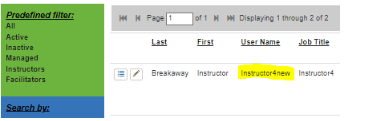 Predefined filter:
All
Active
Inactive
Managed
Instructors
Facilitators
Search by:
Page 1 of 1 Displaying 1 through 2 of 2
Last First User Name Job Title
Breakaway Instructor Instructor4new Instructor4